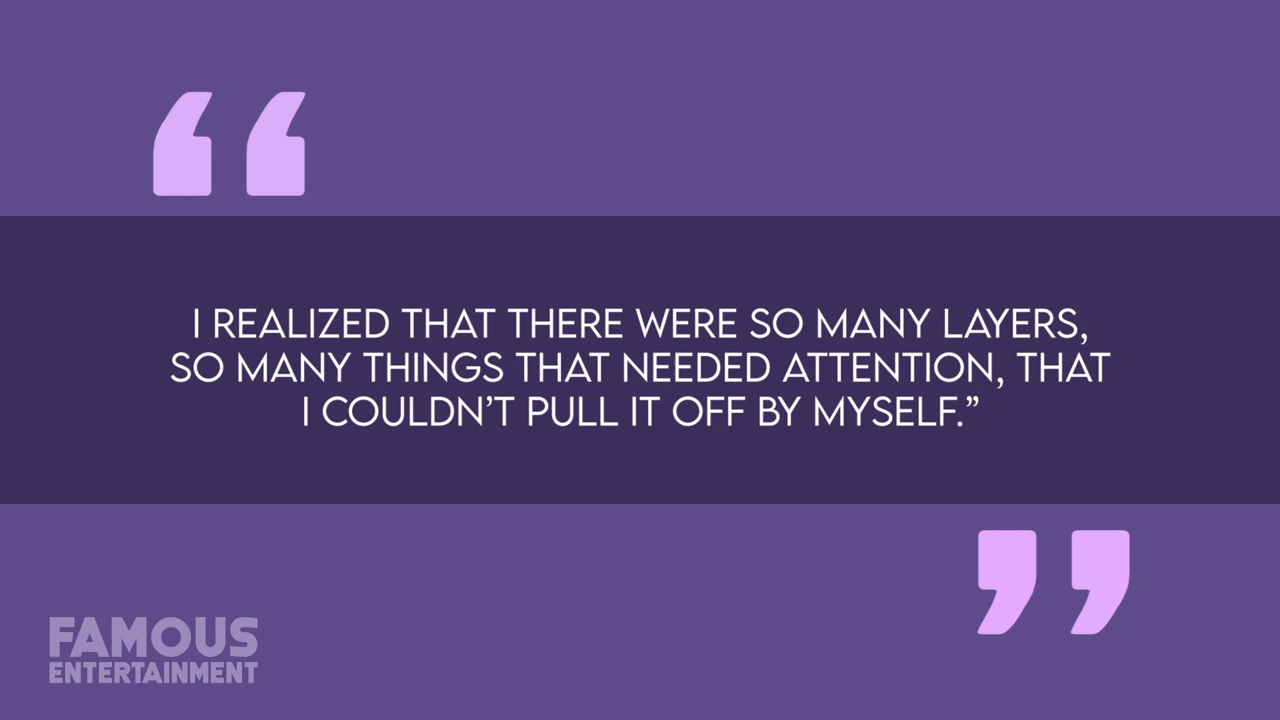 I REALIZED THAT THERE WERE SO MANY LAYERS,
SO MANY THINGS THAT NEEDED ATTENTION, THAT
I COULDN’T PULL IT OFF BY MYSELF.”
FAMOUS
ENTERTAINMENT